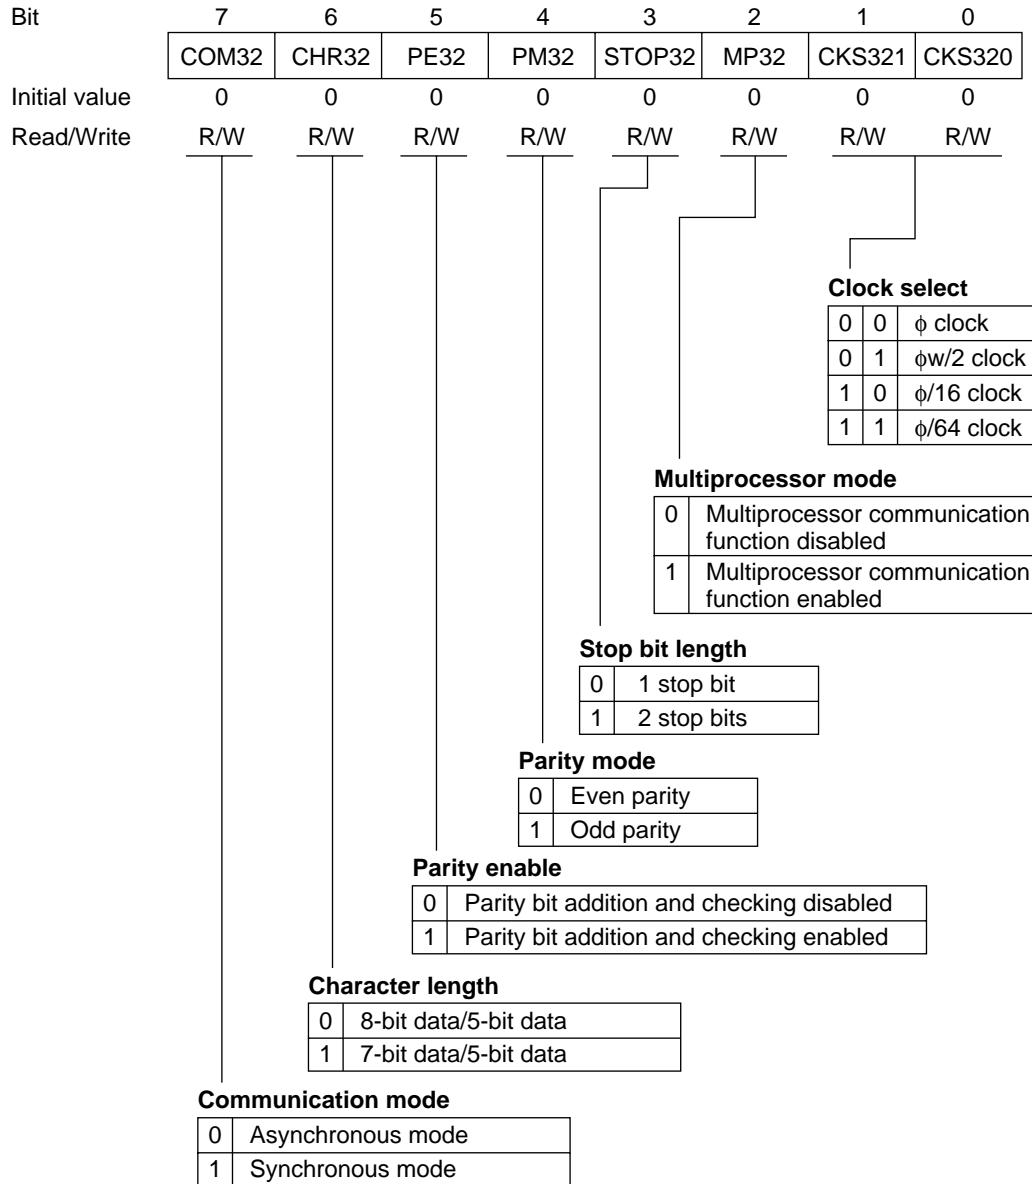 Bit 7 6 5 4 3 2 1 0
COM32 CHR32 PE32 PM32 STOP32 MP32 CKS321 CKS320
Initial value 0 0 0 0 0 0 0 0
Read/Write R/W R/W R/W R/W R/W R/W R/W R/W
Clock select
0 0 ϕ clock
0 1 ϕw/2 clock
1 0 ϕ/16 clock
1 1 ϕ/64 clock
Multiprocessor mode
0 Multiprocessor communication
function disabled
1 Multiprocessor communication
function enabled
Stop bit length
0 1 stop bit
1 2 stop bits
Parity mode
0 Even parity
1 Odd parity
Parity enable
0 Parity bit addition and checking disabled
1 Parity bit addition and checking enabled
Character length
0 8-bit data/5-bit data
1 7-bit data/5-bit data
Communication mode
0 Asynchronous mode
1 Synchronous mode